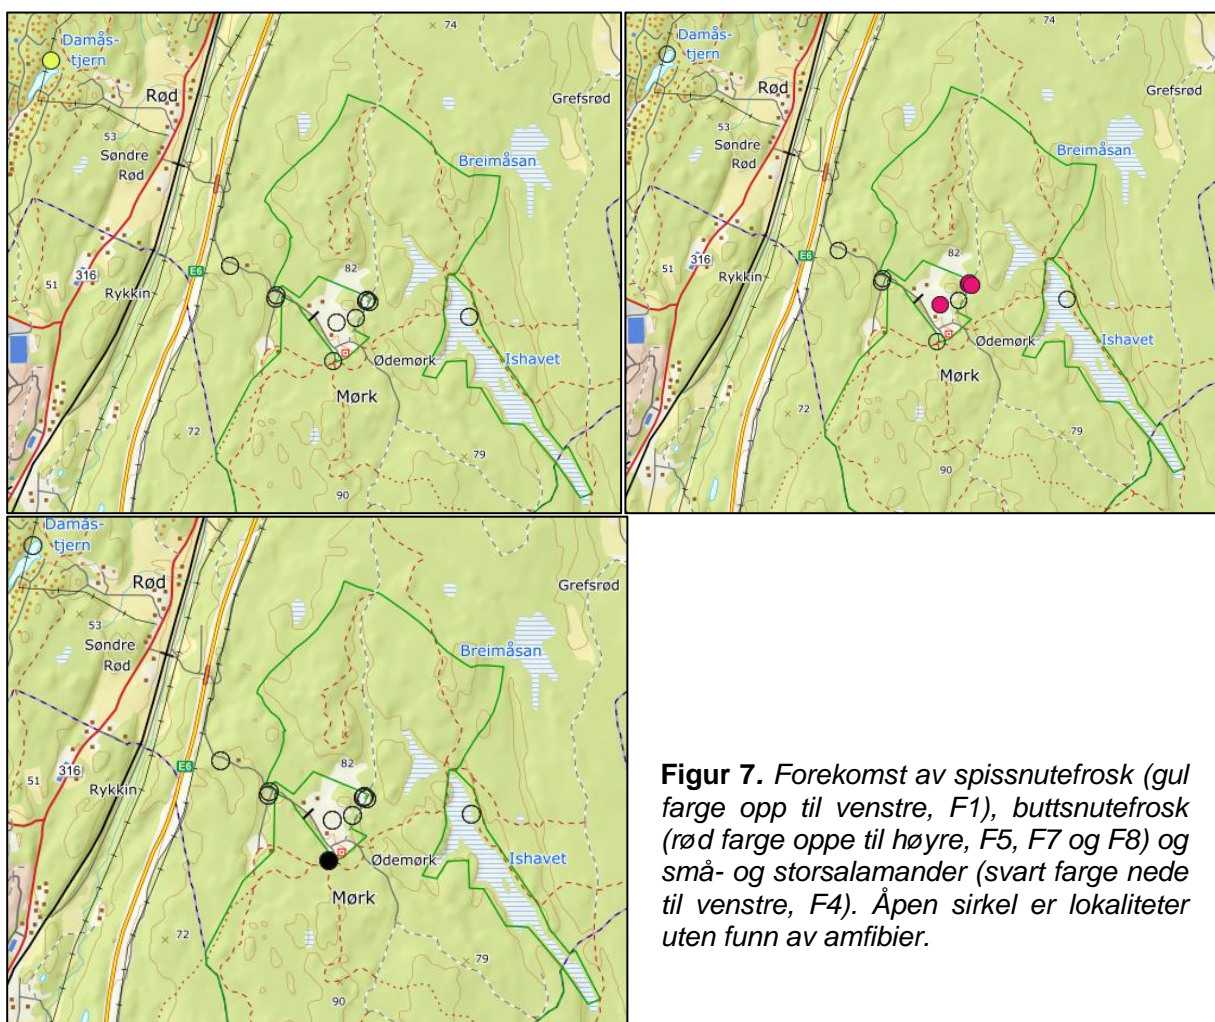 74
Damås-
tjern
Rød
Grefsrød
53
Søndre
Rød
Breimåsan
316
E6
82
51
Rykkin
Ødemørk
Ishavet
Mørk
72
79
90
74
Damås-
tjern
Rød
Grefsrød
53
Søndre
Rød
Breimåsan
316
E6
82
51
Rykkin
Ødemørk
Ishavet
Mørk
72
79
90
Damås-
tjern
Rød
Grefsrød
53
Søndre
Rød
Breimåsan
316
E6
82
51
Rykkin
Ødemørk
Ishavet
Mørk
72
79
90
Figur 7. Forekomst av spissnutefrosk (gul
farge opp til venstre, F1), buttsnutefrosk
(rød farge oppe til høyre, F5, F7 og F8) og
små- og storsalamander (svart farge nede
til venstre, F4). Åpen sirkel er lokaliteter
uten funn av amfibier.